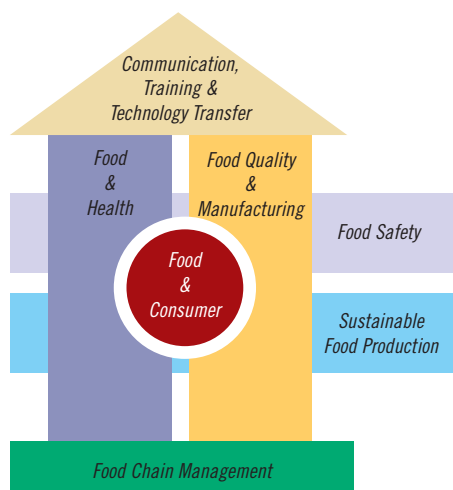 Communication,
Training &
Technology Transfer
Food
&
Health
Food Quality
&
Manufacturing
Food Safety
Food
&
Consumer
Sustainable
Food Production
Food Chain Management